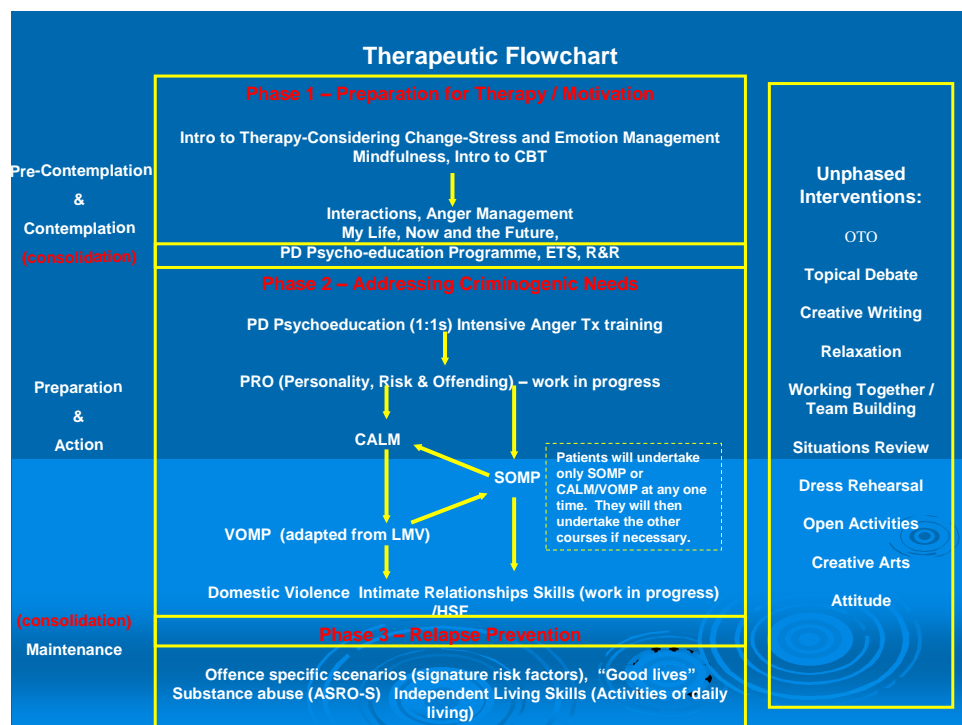 Therapeutic Flowchart
Phase 1 – Preparation for Therapy / Motivation
Intro to Therapy-Considering Change-Stress and Emotion Management
Mindfulness, Intro to CBT
Interactions, Anger Management
My Life, Now and the Future,
PD Psycho-education Programme, ETS, R&R
Pre-Contemplation
&
Contemplation
(consolidation)
Phase 2 – Addressing Criminogenic Needs
PD Psychoeducation (1:1s) Intensive Anger Tx training
PRO (Personality, Risk & Offending) – work in progress
CALM
SOMP
VOMP (adapted from LMV)
Patients will undertake
only SOMP or
CALM/VOMP at any one
time. They will then
undertake the other
courses if necessary.
Domestic Violence Intimate Relationships Skills (work in progress)
/HSF
Preparation
&
Action
(consolidation)
Maintenance
Phase 3 – Relapse Prevention
Offence specific scenarios (signature risk factors), “Good lives”
Substance abuse (ASRO-S) Independent Living Skills (Activities of daily
living)
Unphased
Interventions:
OTO
Topical Debate
Creative Writing
Relaxation
Working Together /
Team Building
Situations Review
Dress Rehearsal
Open Activities
Creative Arts
Attitude